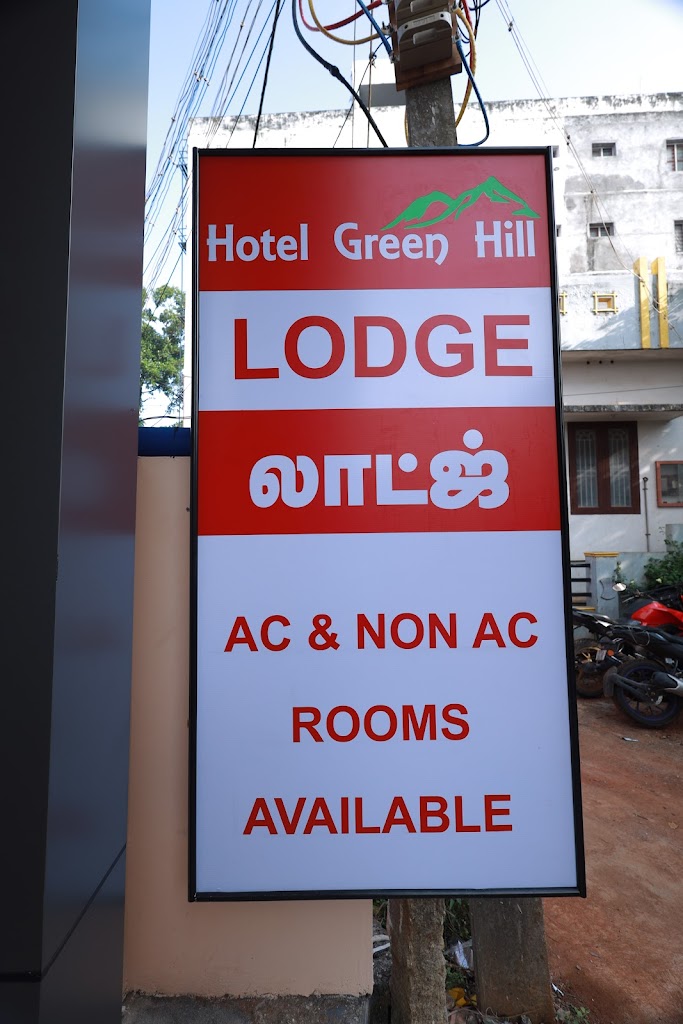 Hotel Green Hill
LODGE
லாட்ஜ்
AC & NON AC
ROOMS
AVAILABLE